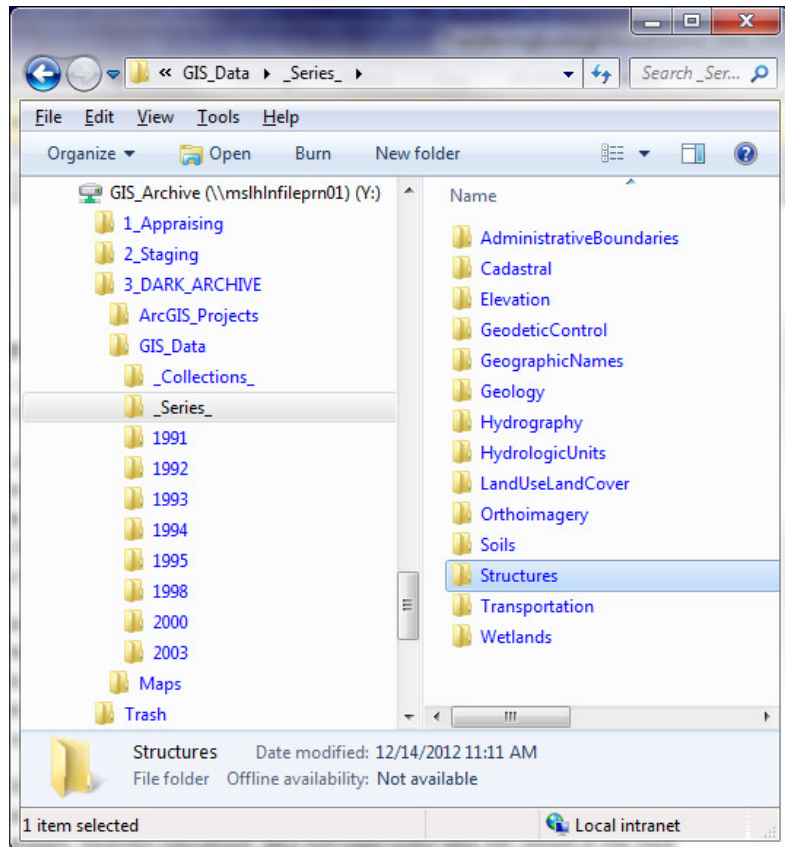 « GIS_Data ▸ _Series_ ▸ Search _Ser...
File Edit View Tools Help
Organize Open Burn New folder
GIS_Archive (\\mslhlnfileprn01) (Y:)
1_Appraising
2_Staging
3_DARK_ARCHIVE
ArcGIS_Projects
GIS_Data
_Collections_
_Series_
1991
1992
1993
1994
1995
1998
2000
2003
Maps
Trash
Name
AdministrativeBoundaries
Cadastral
Elevation
GeodeticControl
GeographicNames
Geology
Hydrography
HydrologicUnits
LandUseLandCover
Orthoimagery
Soils
Structures
Transportation
Wetlands
Structures Date modified: 12/14/2012 11:11 AM
File folder Offline availability: Not available
1 item selected Local intranet